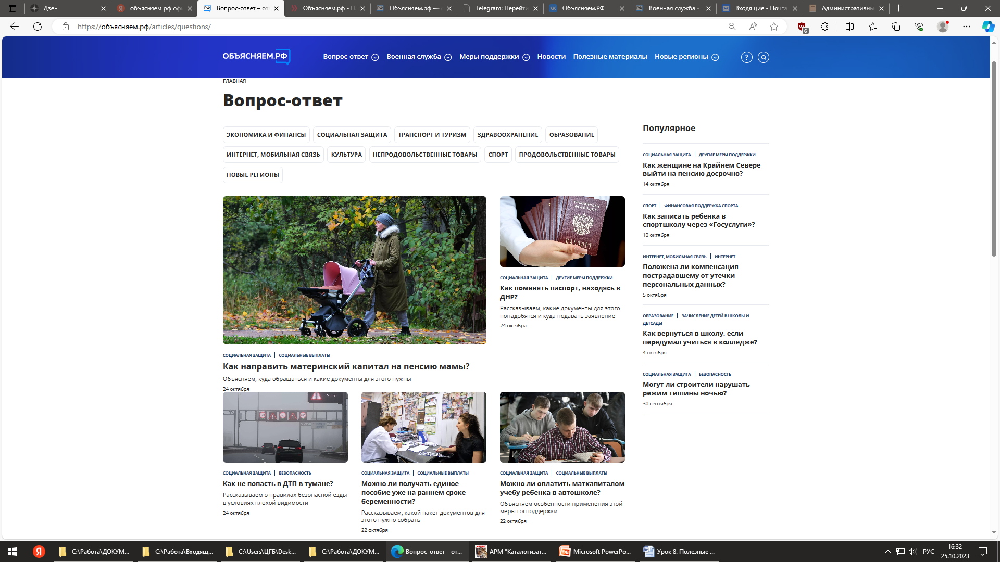 Дзен
объясняем рф офи
Вопрос-ответ – от
Объясняем.рф - Н
Объясняем.рф —
Telegram: Перейти
Объясняем.РФ
Военная служба -
Входящие - Почта
Административны
https://объясняем.рф/articles/questions/
6
ОБЪЯСНЯЕМ.РФ
Вопрос-ответ
Военная служба
Меры поддержки
Новости
Полезные материалы
Новые регионы
?
ГЛАВНАЯ
Вопрос-ответ
ЭКОНОМИКА И ФИНАНСЫ
СОЦИАЛЬНАЯ ЗАЩИТА
ТРАНСПОРТ И ТУРИЗМ
ЗДРАВООХРАНЕНИЕ
ОБРАЗОВАНИЕ
ИНТЕРНЕТ, МОБИЛЬНАЯ СВЯЗЬ
КУЛЬТУРА
НЕПРОДОВОЛЬСТВЕННЫЕ ТОВАРЫ
СПОРТ
ПРОДОВОЛЬСТВЕННЫЕ ТОВАРЫ
НОВЫЕ РЕГИОНЫ
СОЦИАЛЬНАЯ ЗАЩИТА | СОЦИАЛЬНЫЕ ВЫПЛАТЫ
Как направить материнский капитал на пенсию мамы?
Объясняем, куда обращаться и какие документы для этого нужны
24 октября
РОССИЙСКАЯ
ФЕДЕРАЦИЯ
ПАСПОРТ
СОЦИАЛЬНАЯ ЗАЩИТА | ДРУГИЕ МЕРЫ ПОДДЕРЖКИ
Как поменять паспорт, находясь в
ДНР?
Рассказываем, какие документы для этого
понадобятся и куда подавать заявление
24 октября
СОЦИАЛЬНАЯ ЗАЩИТА | БЕЗОПАСНОСТЬ
Как не попасть в ДТП в тумане?
Рассказываем о правилах безопасной езды
в условиях плохой видимости
24 октября
СОЦИАЛЬНАЯ ЗАЩИТА | СОЦИАЛЬНЫЕ ВЫПЛАТЫ
Можно ли получать единое
пособие уже на раннем сроке
беременности?
Рассказываем, какой пакет документов для
этого нужно собрать
22 октября
СОЦИАЛЬНАЯ ЗАЩИТА | СОЦИАЛЬНЫЕ ВЫПЛАТЫ
Можно ли оплатить маткапиталом
учебу ребенка в автошколе?
Объясняем особенности применения этой
меры господдержки
22 октября
Популярное
СОЦИАЛЬНАЯ ЗАЩИТА | ДРУГИЕ МЕРЫ ПОДДЕРЖКИ
Как женщине на Крайнем Севере
выйти на пенсию досрочно?
14 октября
СПОРТ | ФИНАНСОВАЯ ПОДДЕРЖКА СПОРТА
Как записать ребенка в
спортшколу через «Госуслуги»?
10 октября
ИНТЕРНЕТ, МОБИЛЬНАЯ СВЯЗЬ | ИНТЕРНЕТ
Положена ли компенсация
пострадавшему от утечки
персональных данных?
5 октября
ОБРАЗОВАНИЕ | ЗАЧИСЛЕНИЕ ДЕТЕЙ В ШКОЛЫ И
ДЕТСАДЫ
Как вернуться в школу, если
передумал учиться в колледже?
4 октября
СОЦИАЛЬНАЯ ЗАЩИТА | БЕЗОПАСНОСТЬ
Могут ли строители нарушать
режим тишины ночью?
30 сентября
Я
C:\Работа\ДОКУМ...
C:\Работа\Входящ...
C:\Users\ЦГБ\Desk...
C:\Работа\ДОКУМ...
Вопрос-ответ – от...
АРМ "Каталогизат...
Microsoft PowerPo...
Урок 8. Полезные ...
РУС
16:32
25.10.2023